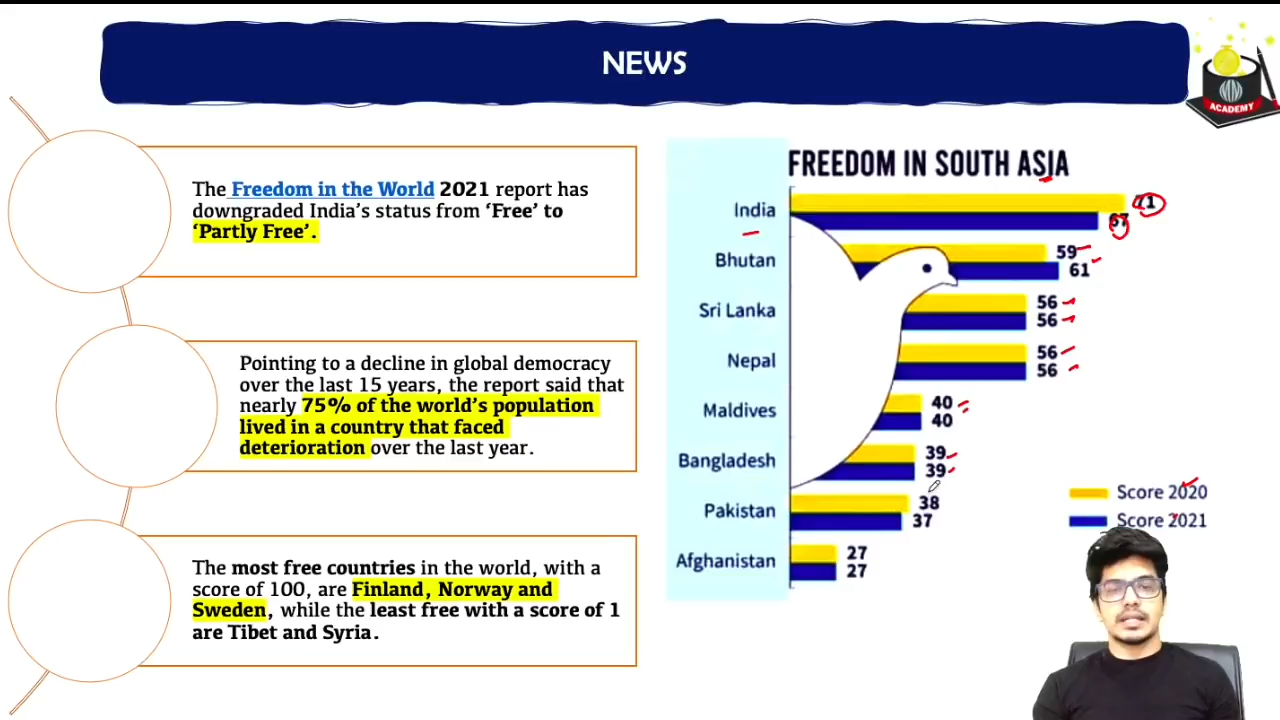 NEWS
ACADEMY
The Freedom in the World 2021 report has
downgraded India’s status from ‘Free’ to
‘Partly Free’.
Pointing to a decline in global democracy
over the last 15 years, the report said that
nearly 75% of the world’s population
lived in a country that faced
deterioration over the last year.
The most free countries in the world, with a
score of 100, are Finland, Norway and
Sweden, while the least free with a score of 1
are Tibet and Syria.
FREEDOM IN SOUTH ASIA
India 71
67
Bhutan 59
61
Sri Lanka 56
56
Nepal 56
56
Maldives 40
40
Bangladesh 39
39
Pakistan 38
37
Afghanistan 27
27
Score 2020
Score 2021